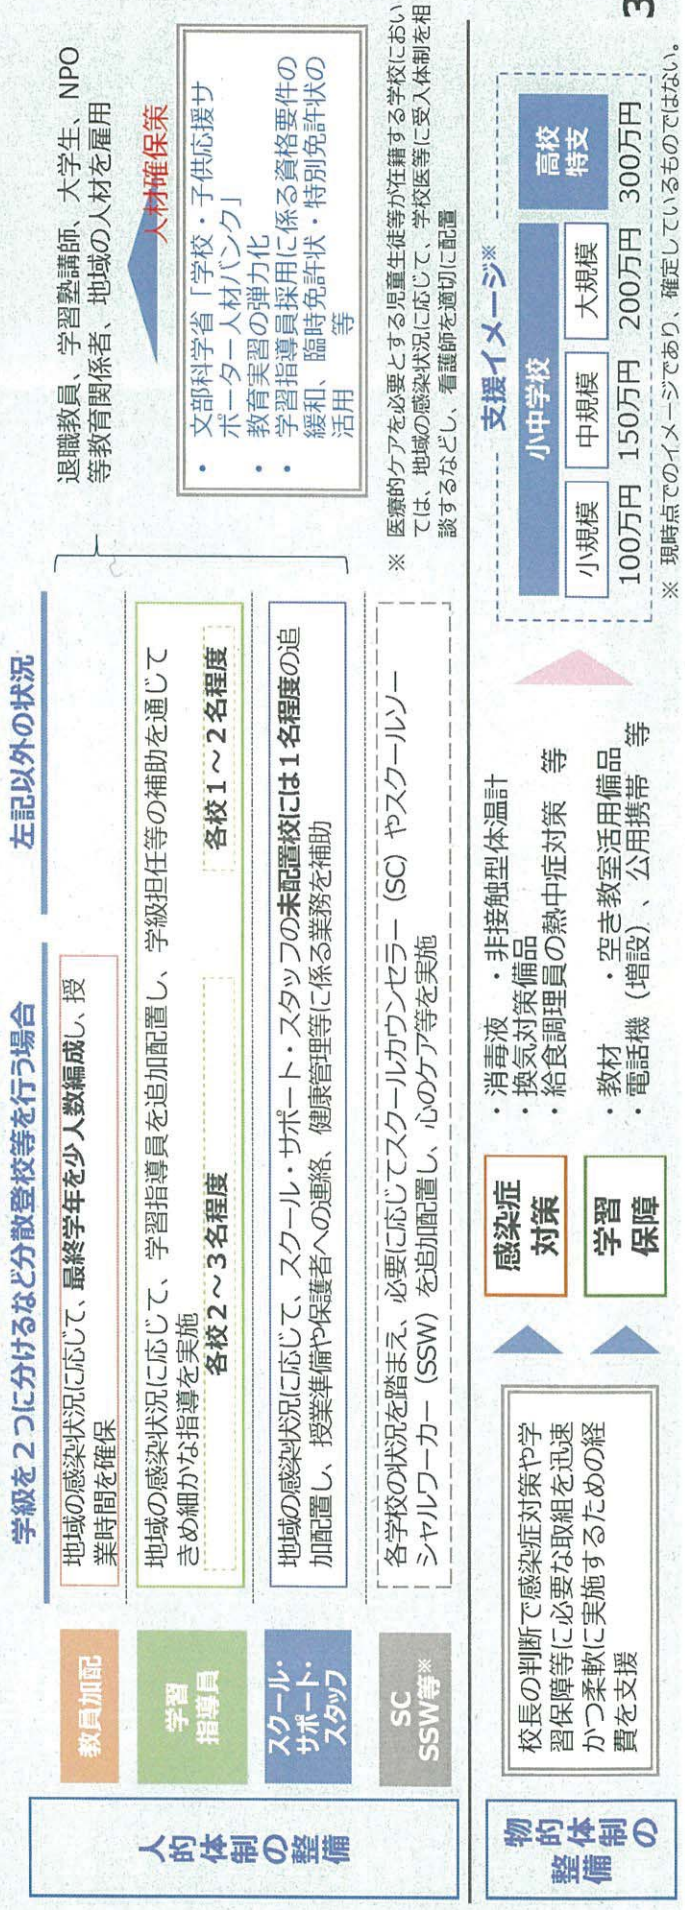 学級を２つに分けるなど分散登校等を行う場合
左記以外の状況
人的体制の整備
教員加配
地域の感染状況に応じて、最終学年を少人数編成し、授
業時間を確保
学習
指導員
地域の感染状況に応じて、学習指導員を追加配置し、学級担任等の補助を通じて
きめ細かな指導を実施
各校２～３名程度
各校１～２名程度
スクール・
サポート・
スタッフ
地域の感染状況に応じて、スクール・サポート・スタッフの未配置校には１名程度の追
加配置し、授業準備や保護者への連絡、健康管理等に係る業務を補助
SC
SSW等※
各学校の状況を踏まえ、必要に応じてスクールカウンセラー（SC）やスクールソー
シャルワーカー（SSW）を追加配置し、心のケア等を実施
退職教員、学習塾講師、大学生、NPO
等教育関係者、地域の人材を雇用
人材確保策
・ 文部科学省「学校・子供応援サ
ポーター人材バンク」
・ 教育実習の弾力化
・ 学習指導員採用に係る資格要件の
緩和、臨時免許状・特別免許状の
活用　　　等
※ 医療的ケアを必要とする児童生徒等が在籍する学校におい
ては、地域の感染状況に応じて、学校医等に受入体制を相
談するなどし、看護師を適切に配置
物的体制の
整備
校長の判断で感染症対策や学
習保障等に必要な取組を迅速
かつ柔軟に実施するための経
費を支援
感染症
対策
・消毒液　・非接触型体温計
・換気対策備品
・給食調理員の熱中症対策　等
学習
保障
・教材　　・空き教室活用備品
・電話機（増設）、公用携帯　等
支援イメージ※
小中学校
高校
特支
小規模　中規模　大規模
100万円　150万円　200万円　300万円
※ 現時点でのイメージであり、確定しているものではない。
3